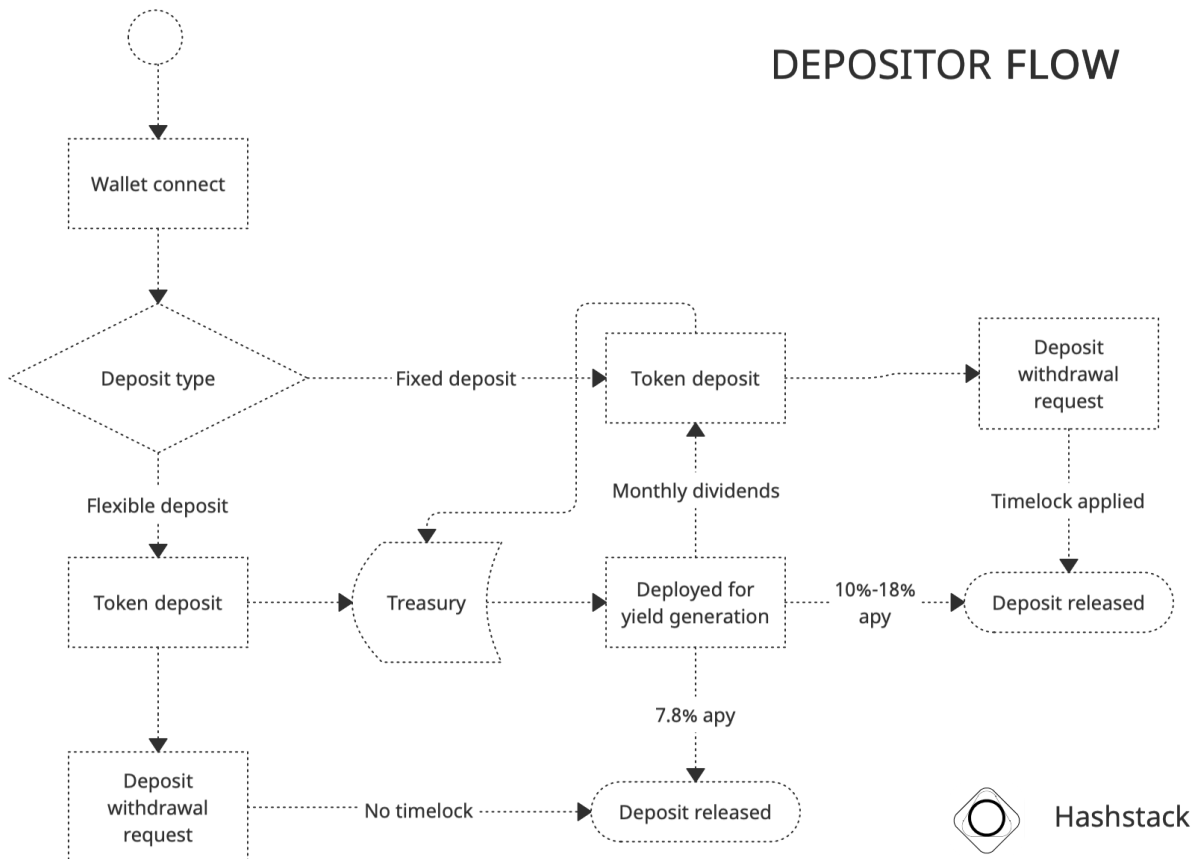 DEPOSITOR FLOW
Wallet connect
Deposit type
Fixed deposit
Token deposit
Deposit
withdrawal
request
Flexible deposit
Monthly dividends
Timelock applied
Token deposit
Treasury
Deployed for
yield generation
10%-18%
apy
Deposit released
7.8% apy
Deposit
withdrawal
request
No timelock
Deposit released
Hashstack